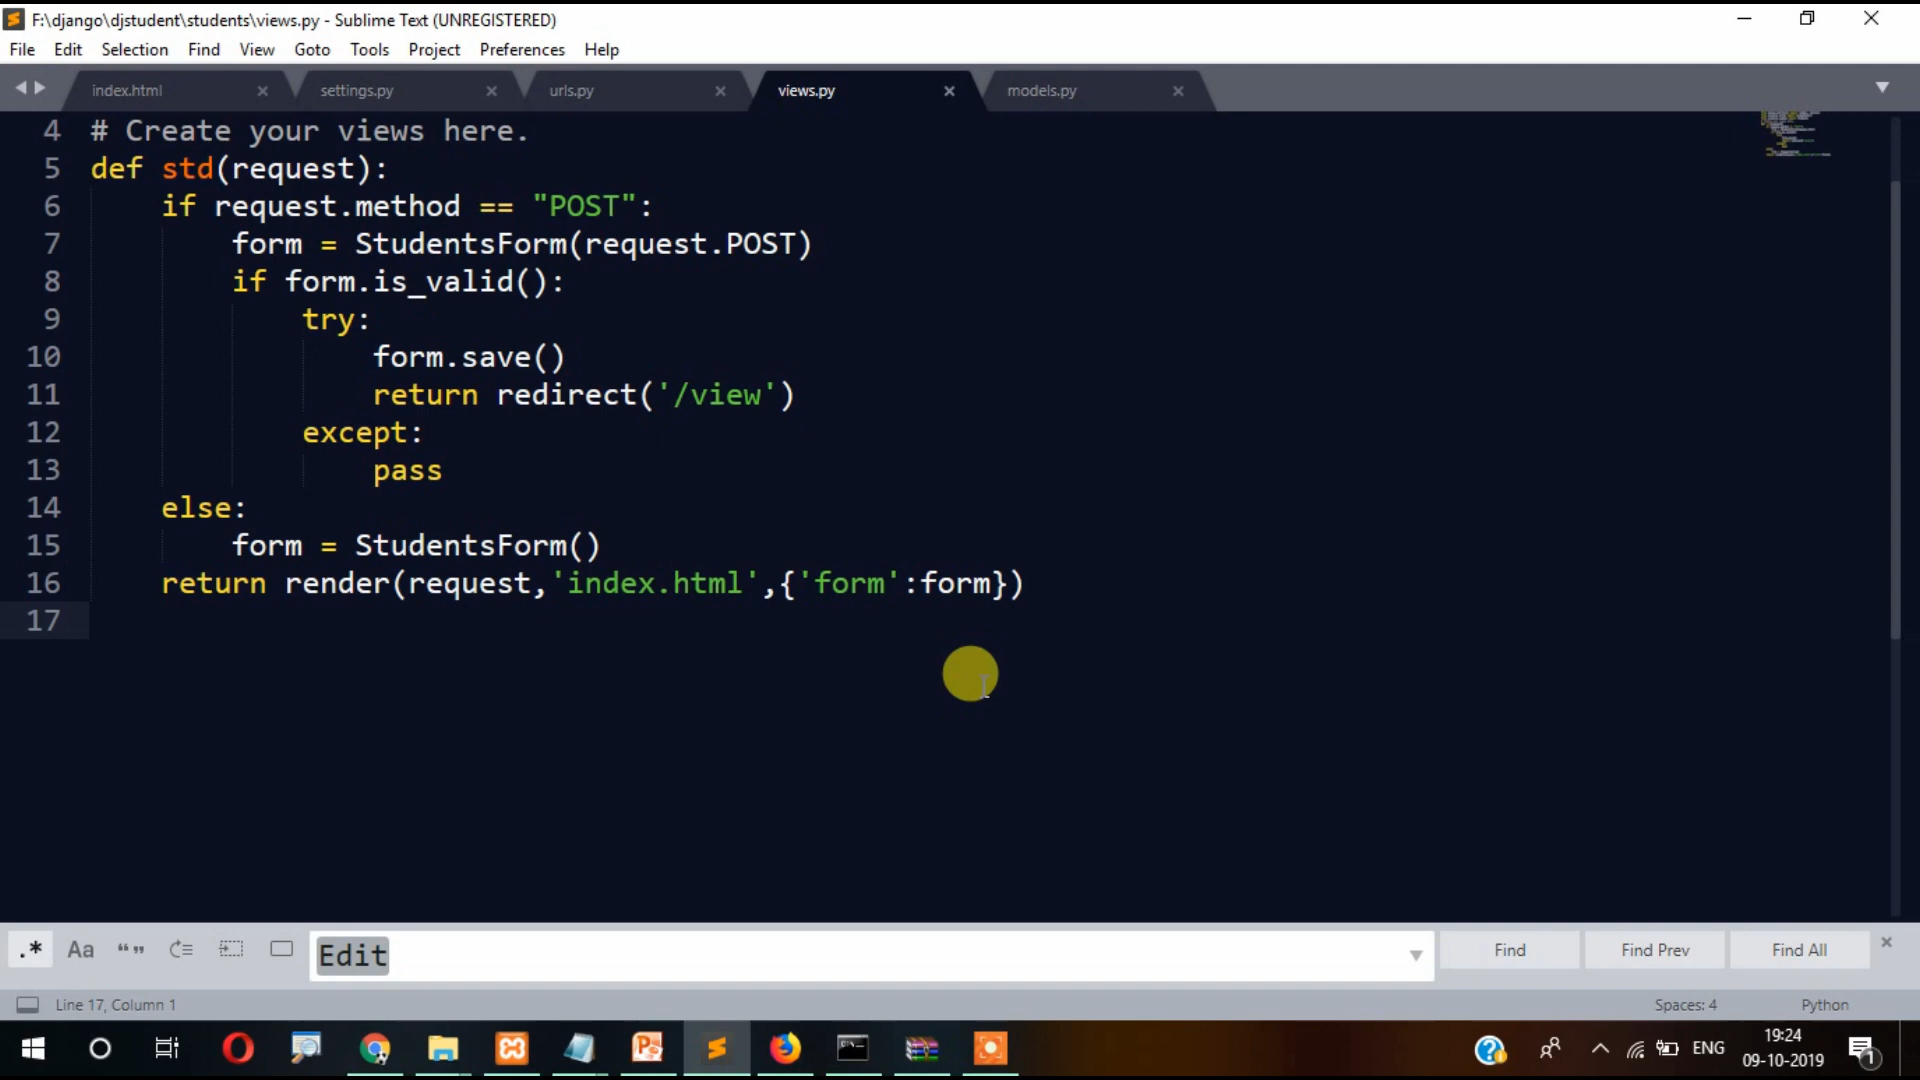 F:\django\djstudent\students\views.py - Sublime Text (UNREGISTERED)
File Edit Selection Find View Goto Tools Project Preferences Help
index.html settings.py urls.py views.py models.py
4 # Create your views here.
5 def std(request):
6 if request.method == "POST":
7 form = StudentsForm(request.POST)
8 if form.is_valid():
9 try:
10 form.save()
11 return redirect('/view')
12 except:
13 pass
14 else:
15 form = StudentsForm()
16 return render(request,'index.html',{'form':form})
17
.* Aa “” Edit Find Find Prev Find All
Line 17, Column 1 Spaces: 4 Python
ENG 19:24
09-10-2019 1